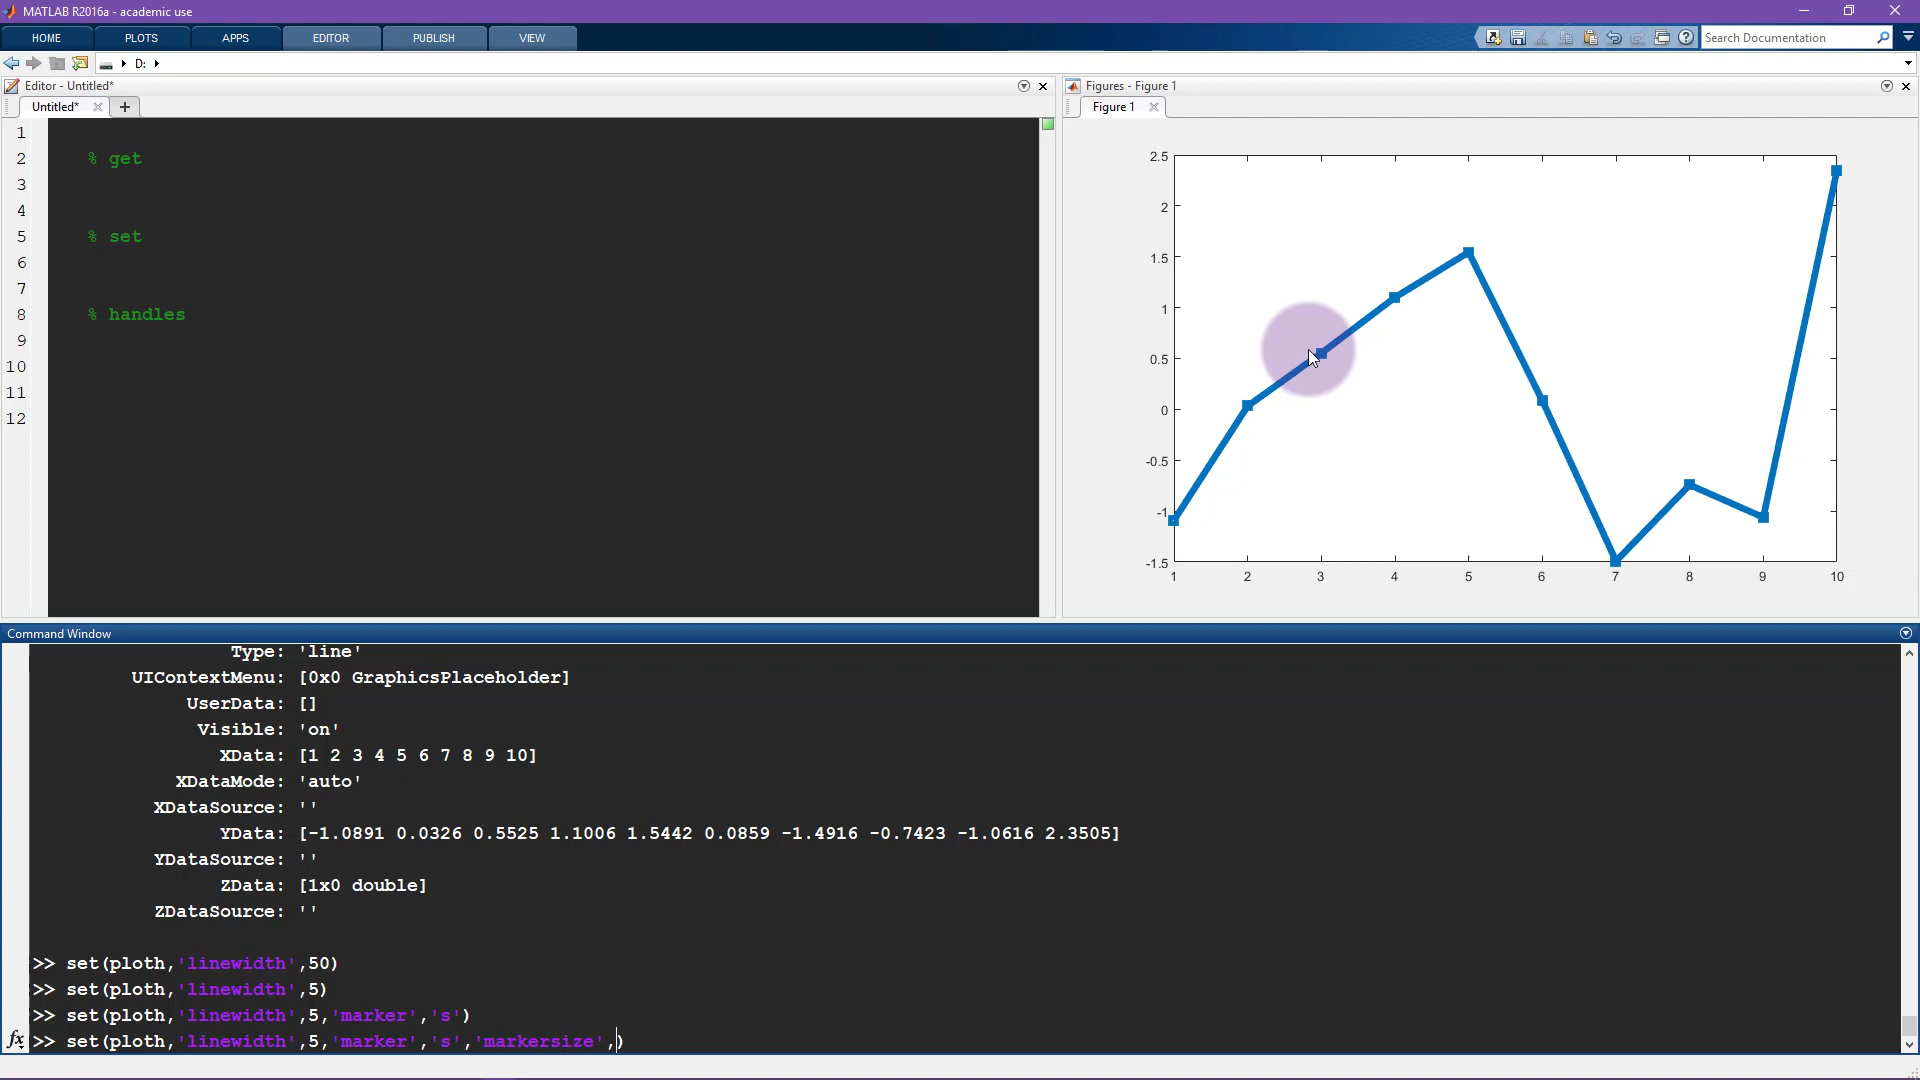 MATLAB R2016a - academic use
HOME PLOTS APPS EDITOR PUBLISH VIEW
Search Documentation
D:
Editor - Untitled*
Untitled*
1
2 % get
3
4
5 % set
6
7
8 % handles
9
10
11
12
Figures - Figure 1
Figure 1
2.5
2
1.5
1
0.5
0
-0.5
-1
-1.5
1 2 3 4 5 6 7 8 9 10
Command Window
Type: 'line'
UIContextMenu: [0x0 GraphicsPlaceholder]
UserData: []
Visible: 'on'
XData: [1 2 3 4 5 6 7 8 9 10]
XDataMode: 'auto'
XDataSource: ''
YData: [-1.0891 0.0326 0.5525 1.1006 1.5442 0.0859 -1.4916 -0.7423 -1.0616 2.3505]
YDataSource: ''
ZData: [1x0 double]
ZDataSource: ''
>> set(ploth,'linewidth',50)
>> set(ploth,'linewidth',5)
>> set(ploth,'linewidth',5,'marker','s')
fx >> set(ploth,'linewidth',5,'marker','s','markersize',)